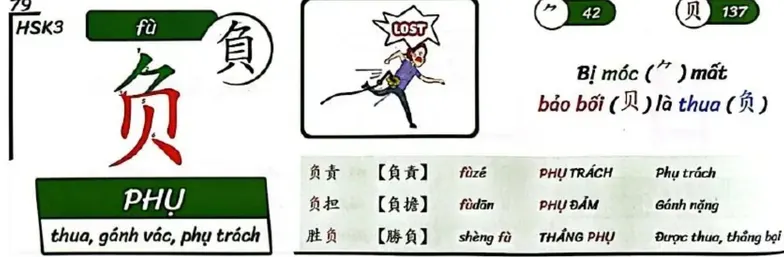 79
HSK3
fù
負
负
PHỤ
thua, gánh vác, phụ trách
LOST
⺈ 42
贝 137
Bị móc (⺈) mất
bảo bối (贝) là thua (负)
负责 【負責】 fùzé PHỤ TRÁCH Phụ trách
负担 【負擔】 fùdān PHỤ ĐẢM Gánh nặng
胜负 【勝負】 shèng fù THẮNG PHỤ Được thua, thắng bại